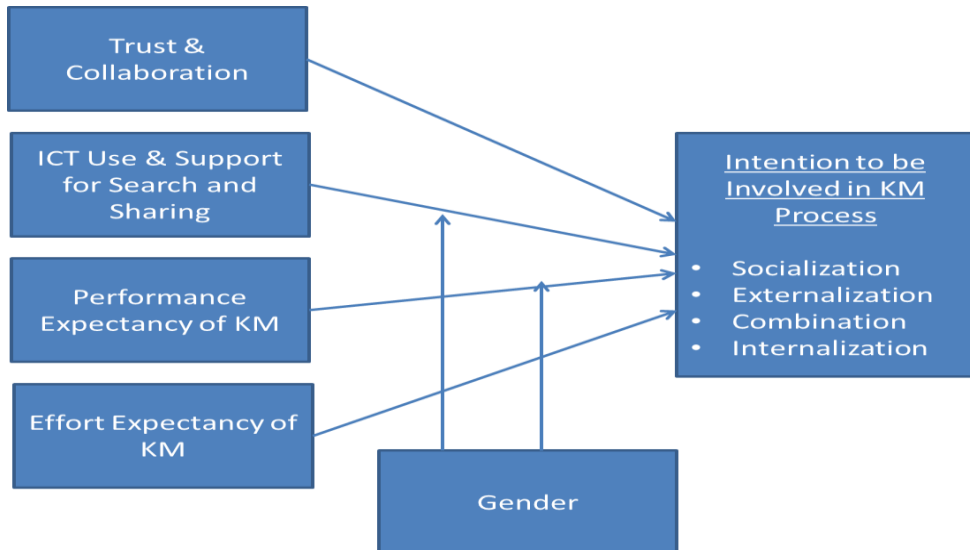 Trust &
Collaboration
ICT Use & Support
for Search and
Sharing
Performance
Expectancy of KM
Effort Expectancy of
KM
Intention to be
Involved in KM
Process
• Socialization
• Externalization
• Combination
• Internalization
Gender